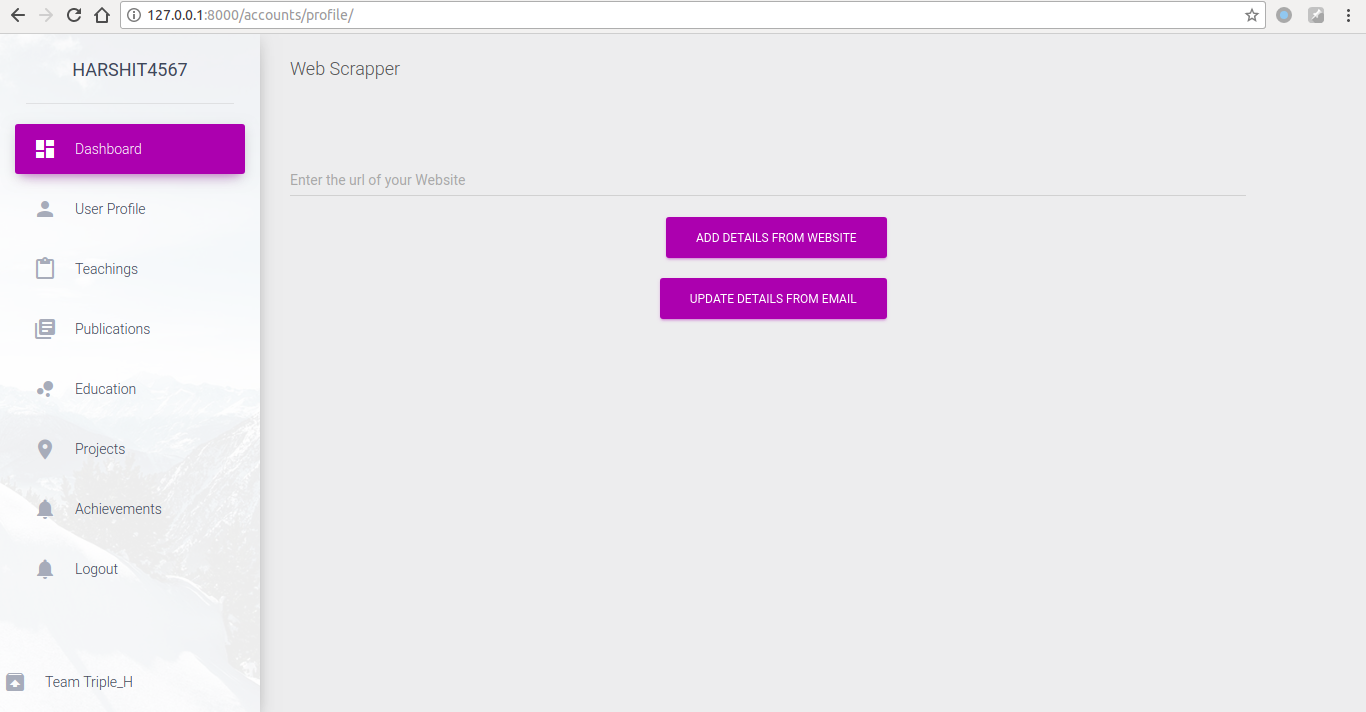 127.0.0.1:8000/accounts/profile/
HARSHIT4567
Dashboard
User Profile
Teachings
Publications
Education
Projects
Achievements
Logout
Team Triple_H
Web Scrapper
Enter the url of your Website
ADD DETAILS FROM WEBSITE
UPDATE DETAILS FROM EMAIL